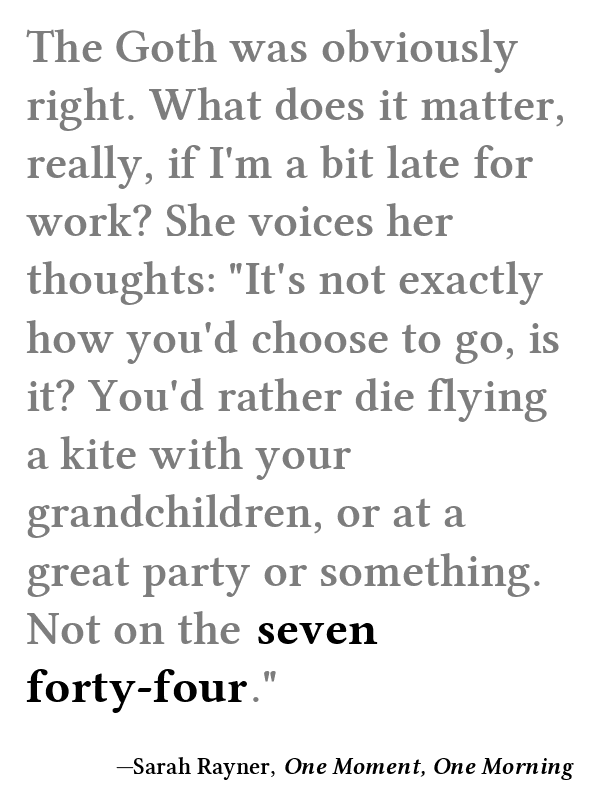 The Goth was obviously
right. What does it matter,
really, if I'm a bit late for
work? She voices her
thoughts: "It's not exactly
how you'd choose to go, is
it? You'd rather die flying
a kite with your
grandchildren, or at a
great party or something.
Not on the seven
forty-four."
—Sarah Rayner, One Moment, One Morning